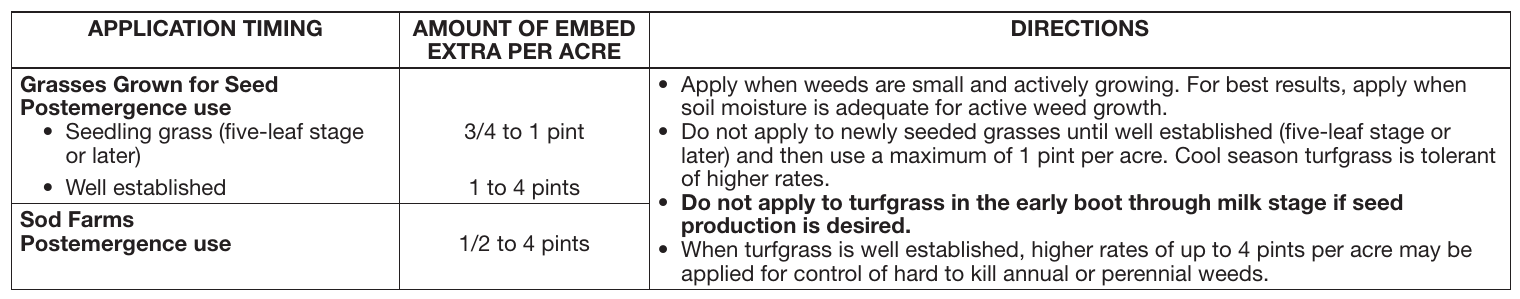 APPLICATION TIMING
AMOUNT OF EMBED
EXTRA PER ACRE
DIRECTIONS
Grasses Grown for Seed
Postemergence use
• Seedling grass (five-leaf stage
or later)
3/4 to 1 pint
• Well established
1 to 4 pints
Sod Farms
Postemergence use
1/2 to 4 pints
• Apply when weeds are small and actively growing. For best results, apply when
soil moisture is adequate for active weed growth.
• Do not apply to newly seeded grasses until well established (five-leaf stage or
later) and then use a maximum of 1 pint per acre. Cool season turfgrass is tolerant
of higher rates.
• Do not apply to turfgrass in the early boot through milk stage if seed
production is desired.
• When turfgrass is well established, higher rates of up to 4 pints per acre may be
applied for control of hard to kill annual or perennial weeds.